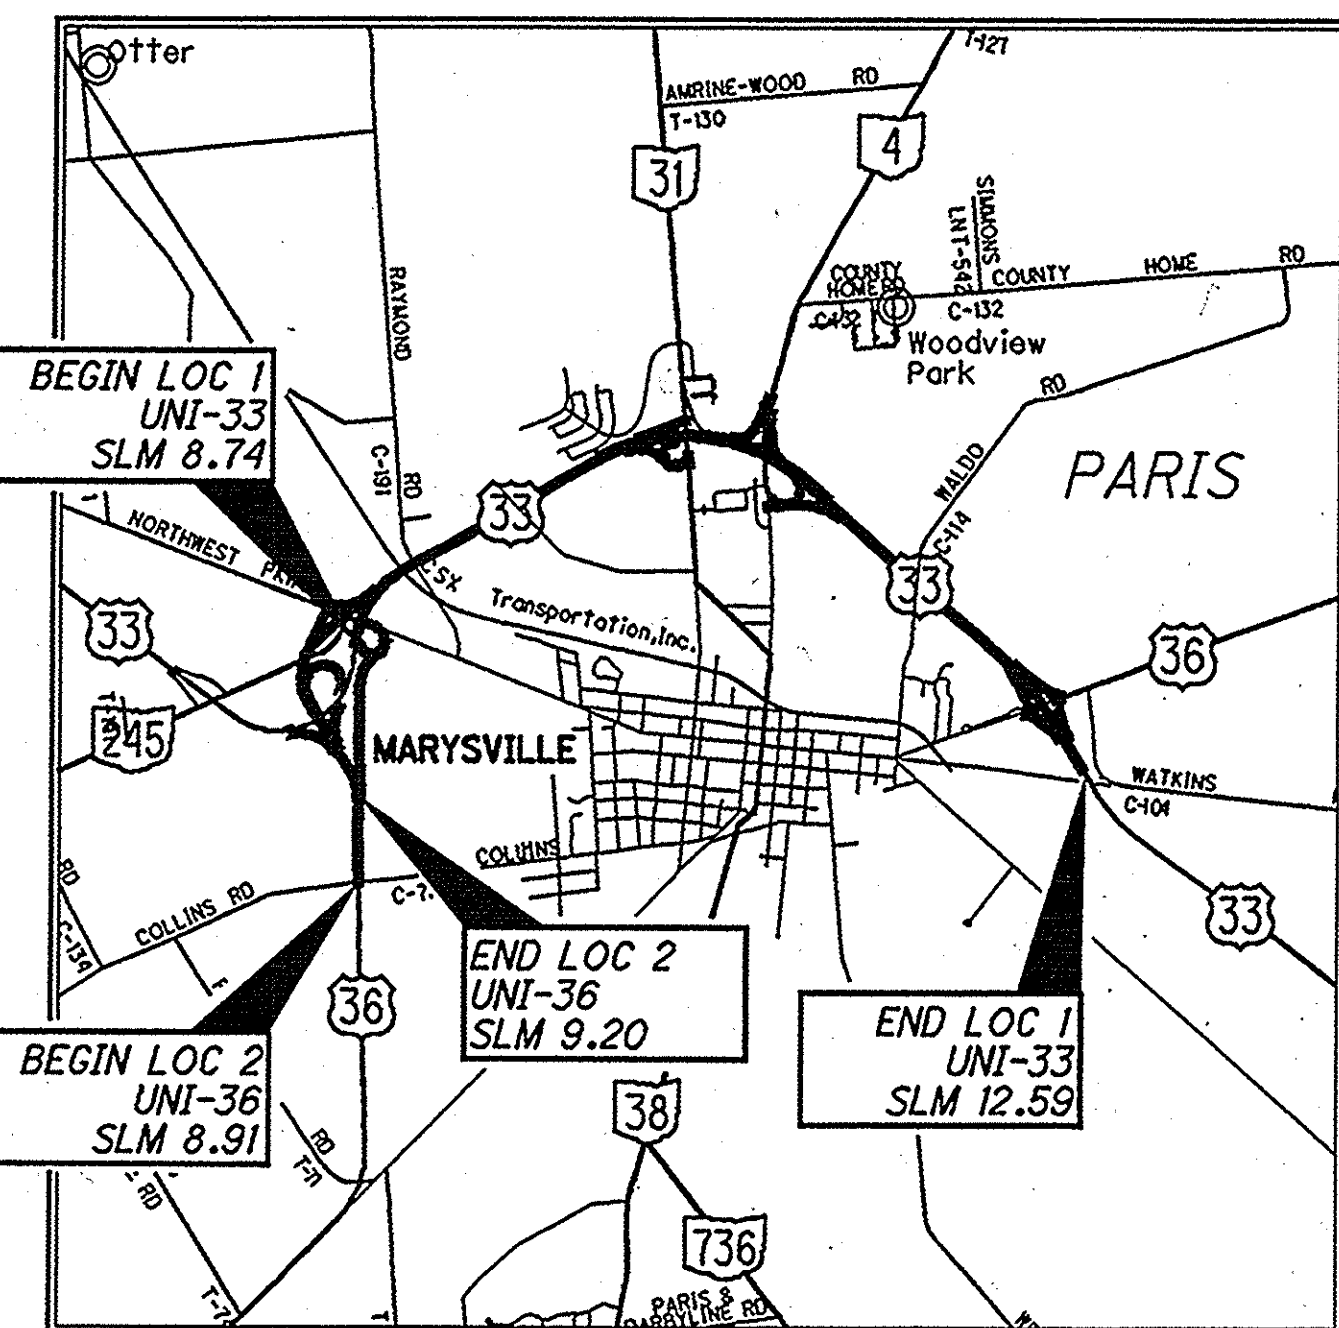 Otter
T-127
AMRINE-WOOD RD
T-130
4
31
SIMMONS
LNT-542
COUNTY HOME RD
COUNTY
HOME RD
C-132
C-132
RAYMOND
RD
C-191
Woodview
Park
RD
WALDO
C-114
BEGIN LOC 1
UNI-33
SLM 8.74
PARIS
33
NORTHWEST
CSX
Transportation,Inc.
33
33
36
245
MARYSVILLE
WATKINS
C-101
COLLINS
RD
C-134
COLLINS RD
C-7
33
END LOC 2
UNI-36
SLM 9.20
36
END LOC 1
UNI-33
SLM 12.59
BEGIN LOC 2
UNI-36
SLM 8.91
38
RD
T-71
RD
736
PARIS &
DARBYLINE RD
T